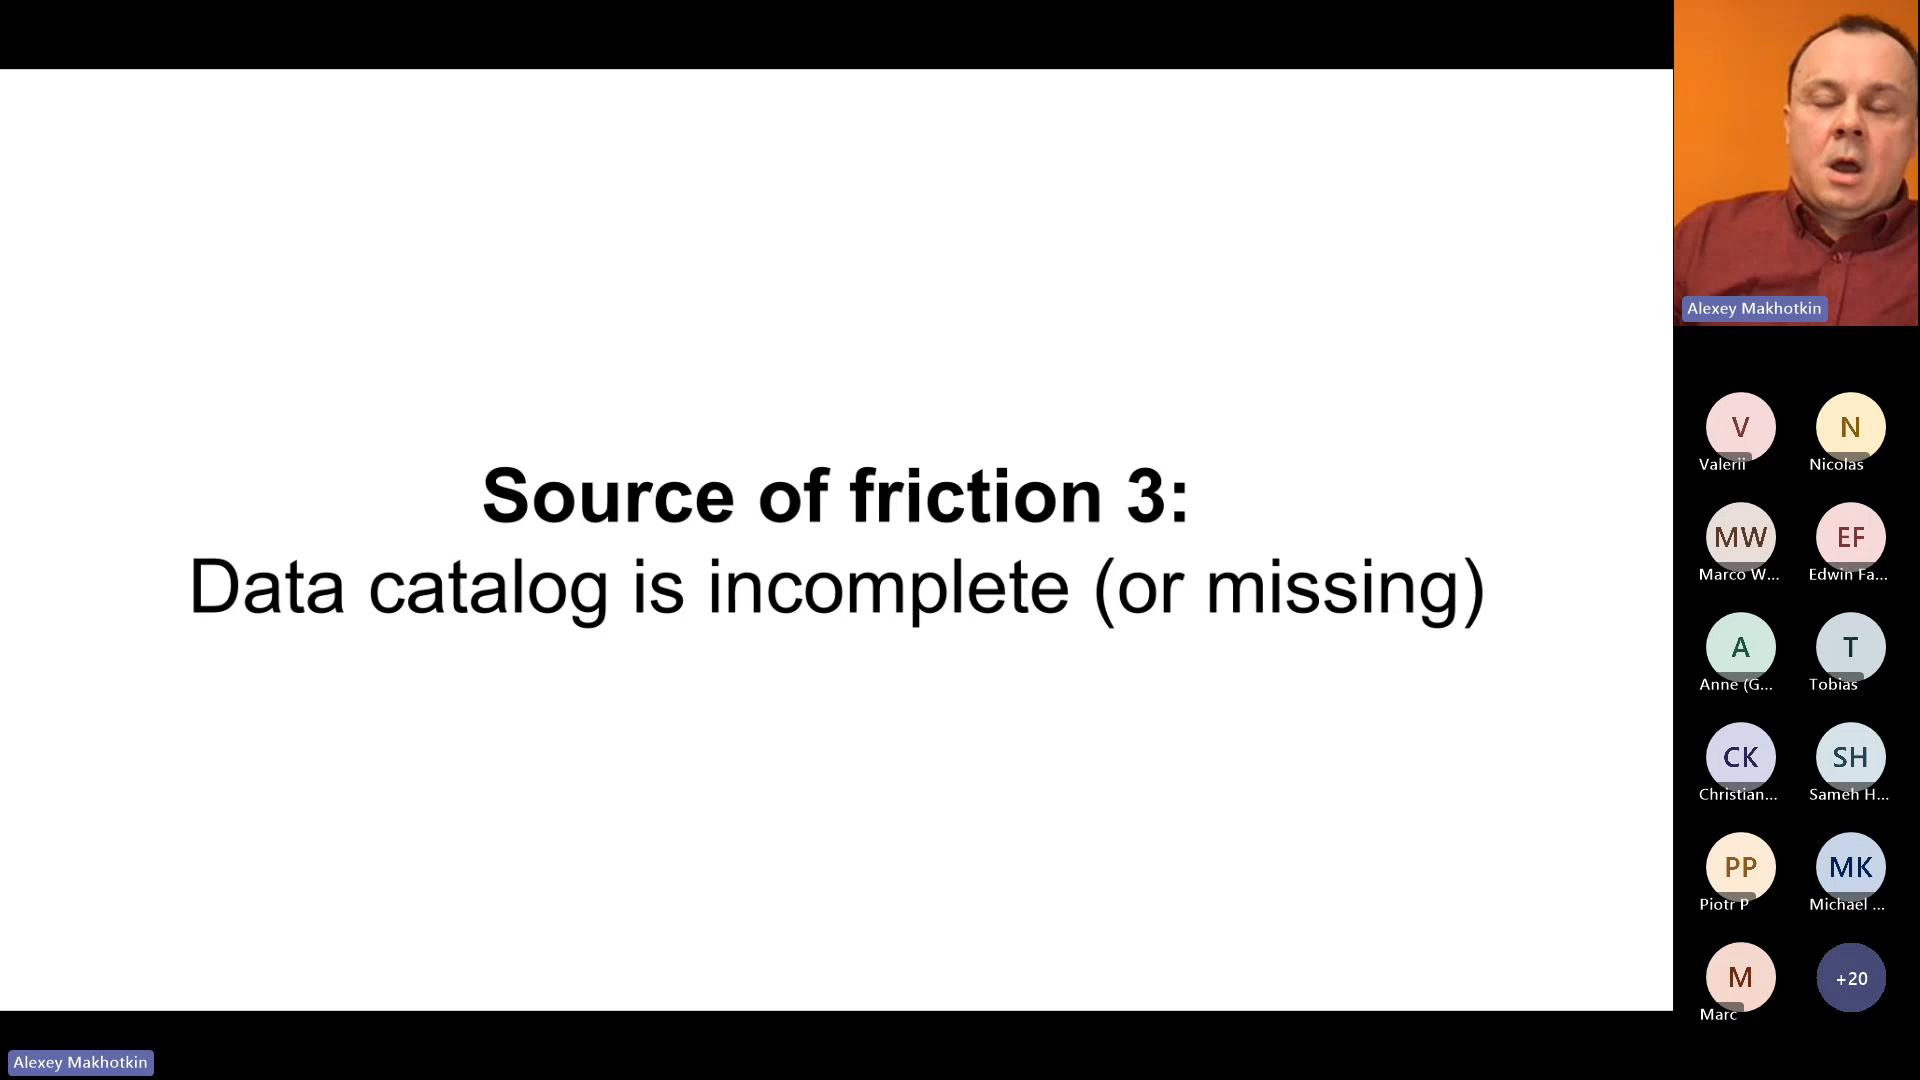 Source of friction 3:
Data catalog is incomplete (or missing)
Alexey Makhotkin
V
Valerii
N
Nicolas
MW
Marco W...
EF
Edwin Fa...
A
Anne (G...
T
Tobias
CK
Christian...
SH
Sameh H...
PP
Piotr P
MK
Michael ...
M
Marc
+20
Alexey Makhotkin